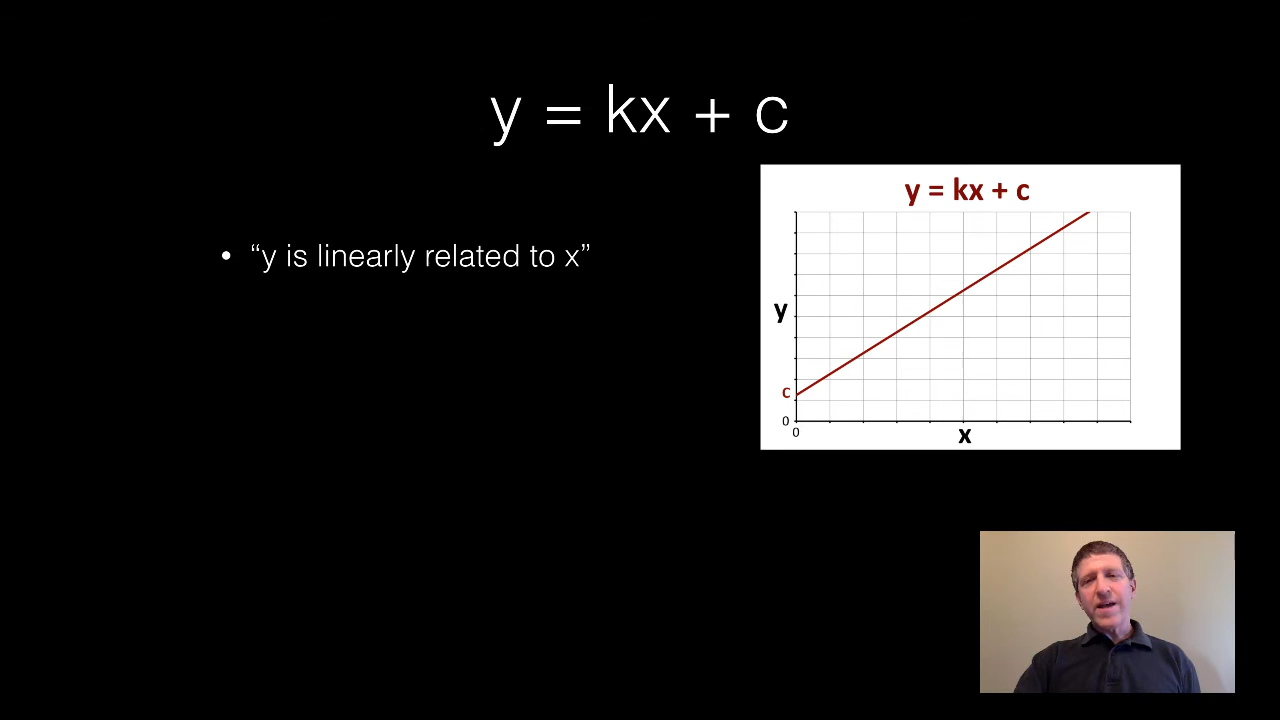 y = kx + c
• “y is linearly related to x”
y = kx + c
y
c
0
0
x